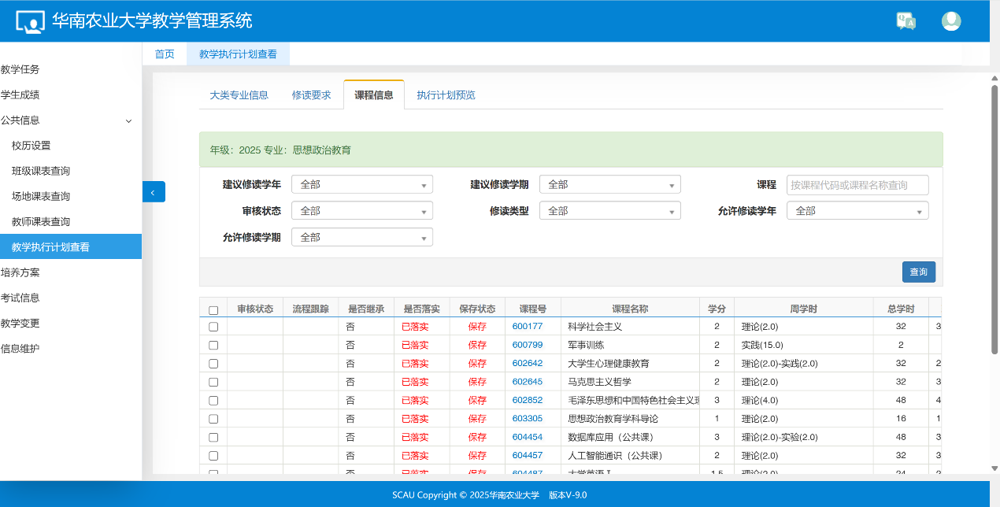 华南农业大学教学管理系统
首页 教学执行计划查看
教学任务
学生成绩
公共信息
校历设置
班级课表查询
场地课表查询
教师课表查询
教学执行计划查看
培养方案
考试信息
教学变更
信息维护
大类专业信息 修读要求 课程信息 执行计划预览
年级：2025 专业：思想政治教育
建议修读学年 全部 建议修读学期 全部 课程 按课程代码或课程名称查询
审核状态 全部 修读类型 全部 允许修读学年 全部
允许修读学期 全部
查询
审核状态 流程跟踪 是否继承 是否落实 保存状态 课程号 课程名称 学分 周学时 总学时
否 已落实 保存 600177 科学社会主义 2 理论(2.0) 32 3
否 已落实 保存 600799 军事训练 2 实践(15.0) 2
否 已落实 保存 602642 大学生心理健康教育 2 理论(2.0)-实践(2.0) 32 2
否 已落实 保存 602645 马克思主义哲学 2 理论(2.0) 32 3
否 已落实 保存 602852 毛泽东思想和中国特色社会主义理 3 理论(4.0) 48 4
否 已落实 保存 603305 思想政治教育学科导论 1 理论(2.0) 16 1
否 已落实 保存 604454 数据库应用（公共课） 3 理论(2.0)-实验(2.0) 48 3
否 已落实 保存 604457 人工智能通识（公共课） 2 理论(2.0) 32 3
否 已落实 保存 604487 大学英语 I 1.5 理论(2.0) 24 2
SCAU Copyright © 2025华南农业大学 版本V-9.0